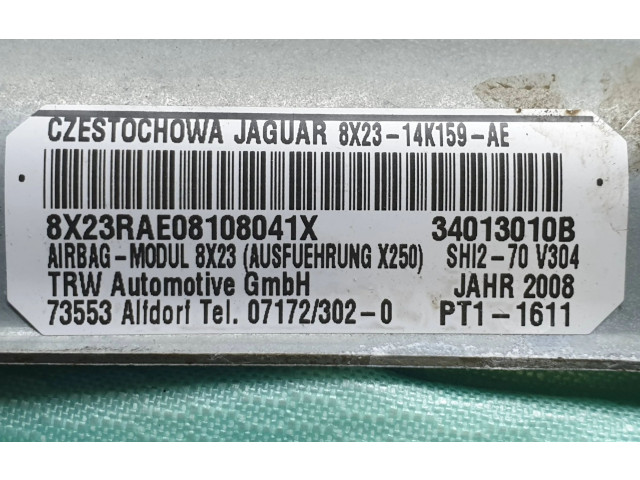 CZESTOCHOWA JAGUAR 8X23-14K159-AE
8X23RAE08108041X 34013010B
AIRBAG-MODUL 8X23 (AUSFUEHRUNG X250) SHI2-70 V304
TRW Automotive GmbH JAHR 2008
73553 Alfdorf Tel. 07172/302-0 PT1-1611